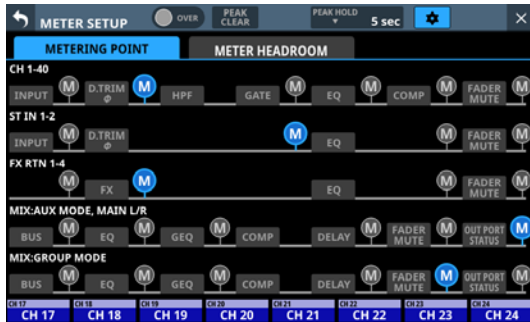 METER SETUP OVER PEAK CLEAR PEAK HOLD 5 sec
METERING POINT METER HEADROOM
CH 1-40
INPUT M D.TRIM Ø M HPF GATE M EQ M COMP M FADER MUTE M
ST IN 1-2
INPUT M D.TRIM Ø M EQ M FADER MUTE M
FX RTN 1-4
M FX M EQ M FADER MUTE M
MIX:AUX MODE, MAIN L/R
BUS M EQ M GEQ M COMP M DELAY M FADER MUTE M OUT PORT STATUS M
MIX:GROUP MODE
BUS M EQ M GEQ M COMP M DELAY M FADER MUTE M OUT PORT STATUS M
CH 17 CH 18 CH 19 CH 20 CH 21 CH 22 CH 23 CH 24
CH 17 CH 18 CH 19 CH 20 CH 21 CH 22 CH 23 CH 24